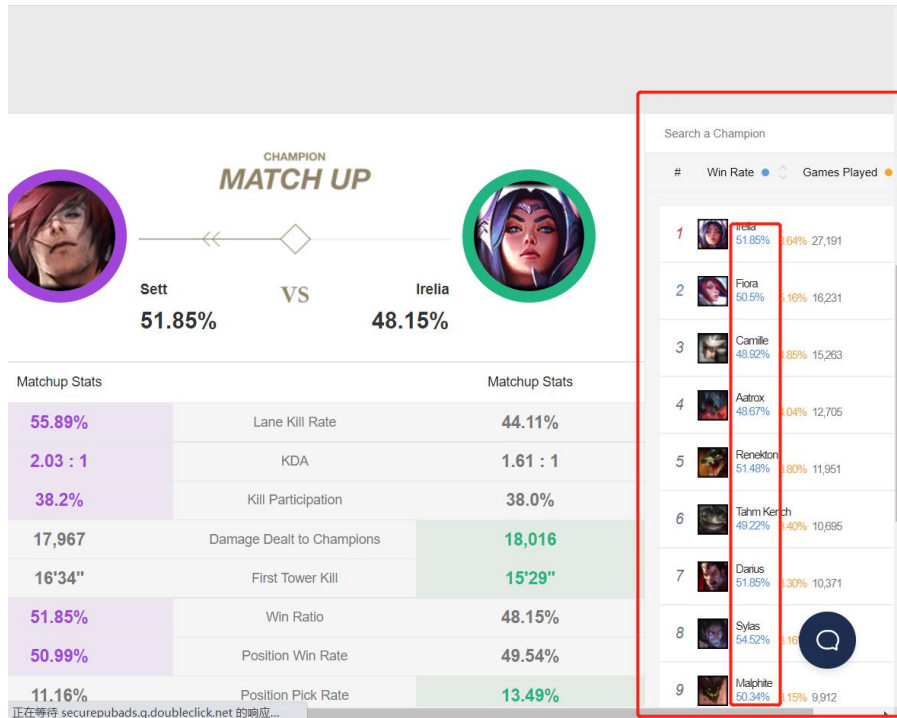 CHAMPION
MATCH UP
Sett
VS
Irelia
51.85%
48.15%
Matchup Stats
Matchup Stats
55.89% Lane Kill Rate 44.11%
2.03 : 1 KDA 1.61 : 1
38.2% Kill Participation 38.0%
17,967 Damage Dealt to Champions 18,016
16'34" First Tower Kill 15'29"
51.85% Win Ratio 48.15%
50.99% Position Win Rate 49.54%
11.16% Position Pick Rate 13.49%
正在等待 securepubads.g.doubleclick.net 的响应...
Search a Champion
# Win Rate Games Played
1 Irelia
51.85% 27,191
2 Fiora
50.5% 16,231
3 Camille
48.92% 15,263
4 Aatrox
48.67% 12,705
5 Renekton
51.48% 11,951
6 Tahm Kench
49.22% 10,695
7 Darius
51.85% 10,371
8 Sylas
54.52%
9 Malphite
50.34% 9,912